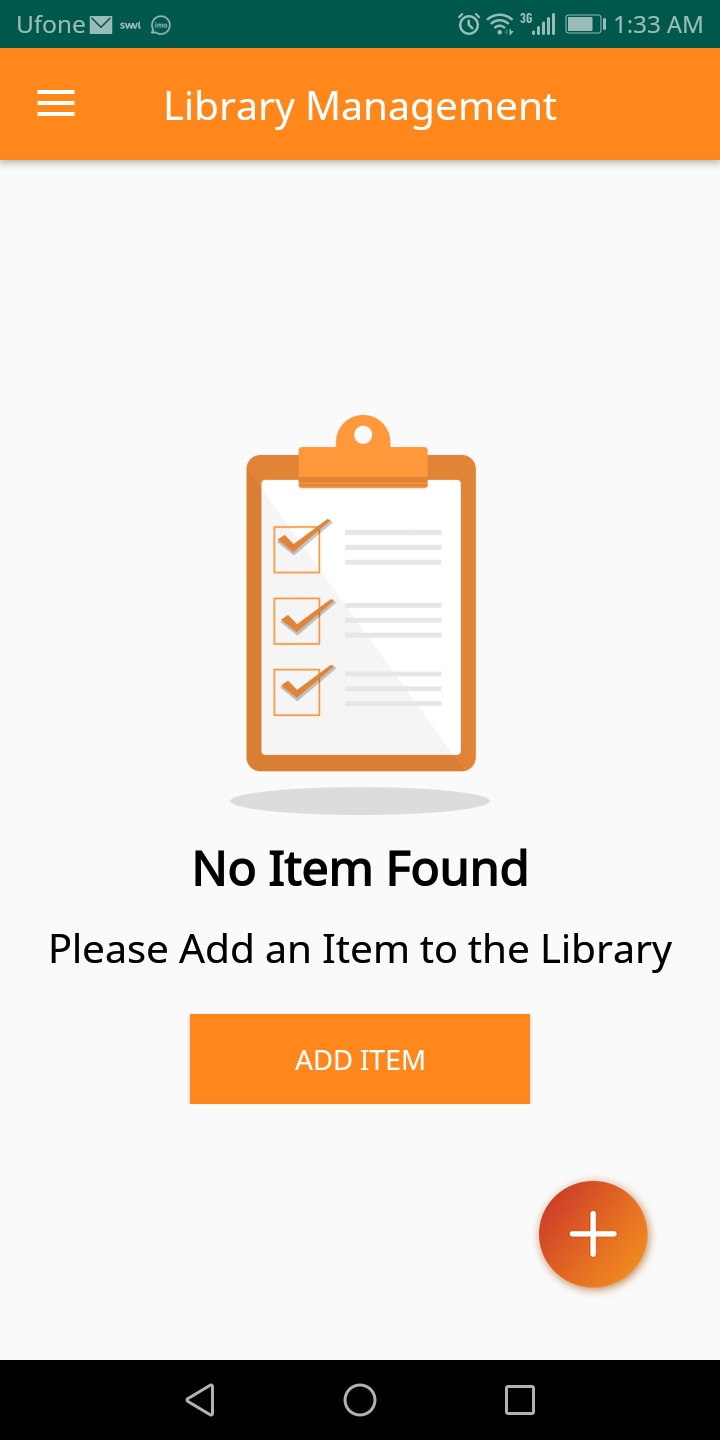 Ufone swvl imo 3G 1:33 AM
Library Management
No Item Found
Please Add an Item to the Library
ADD ITEM